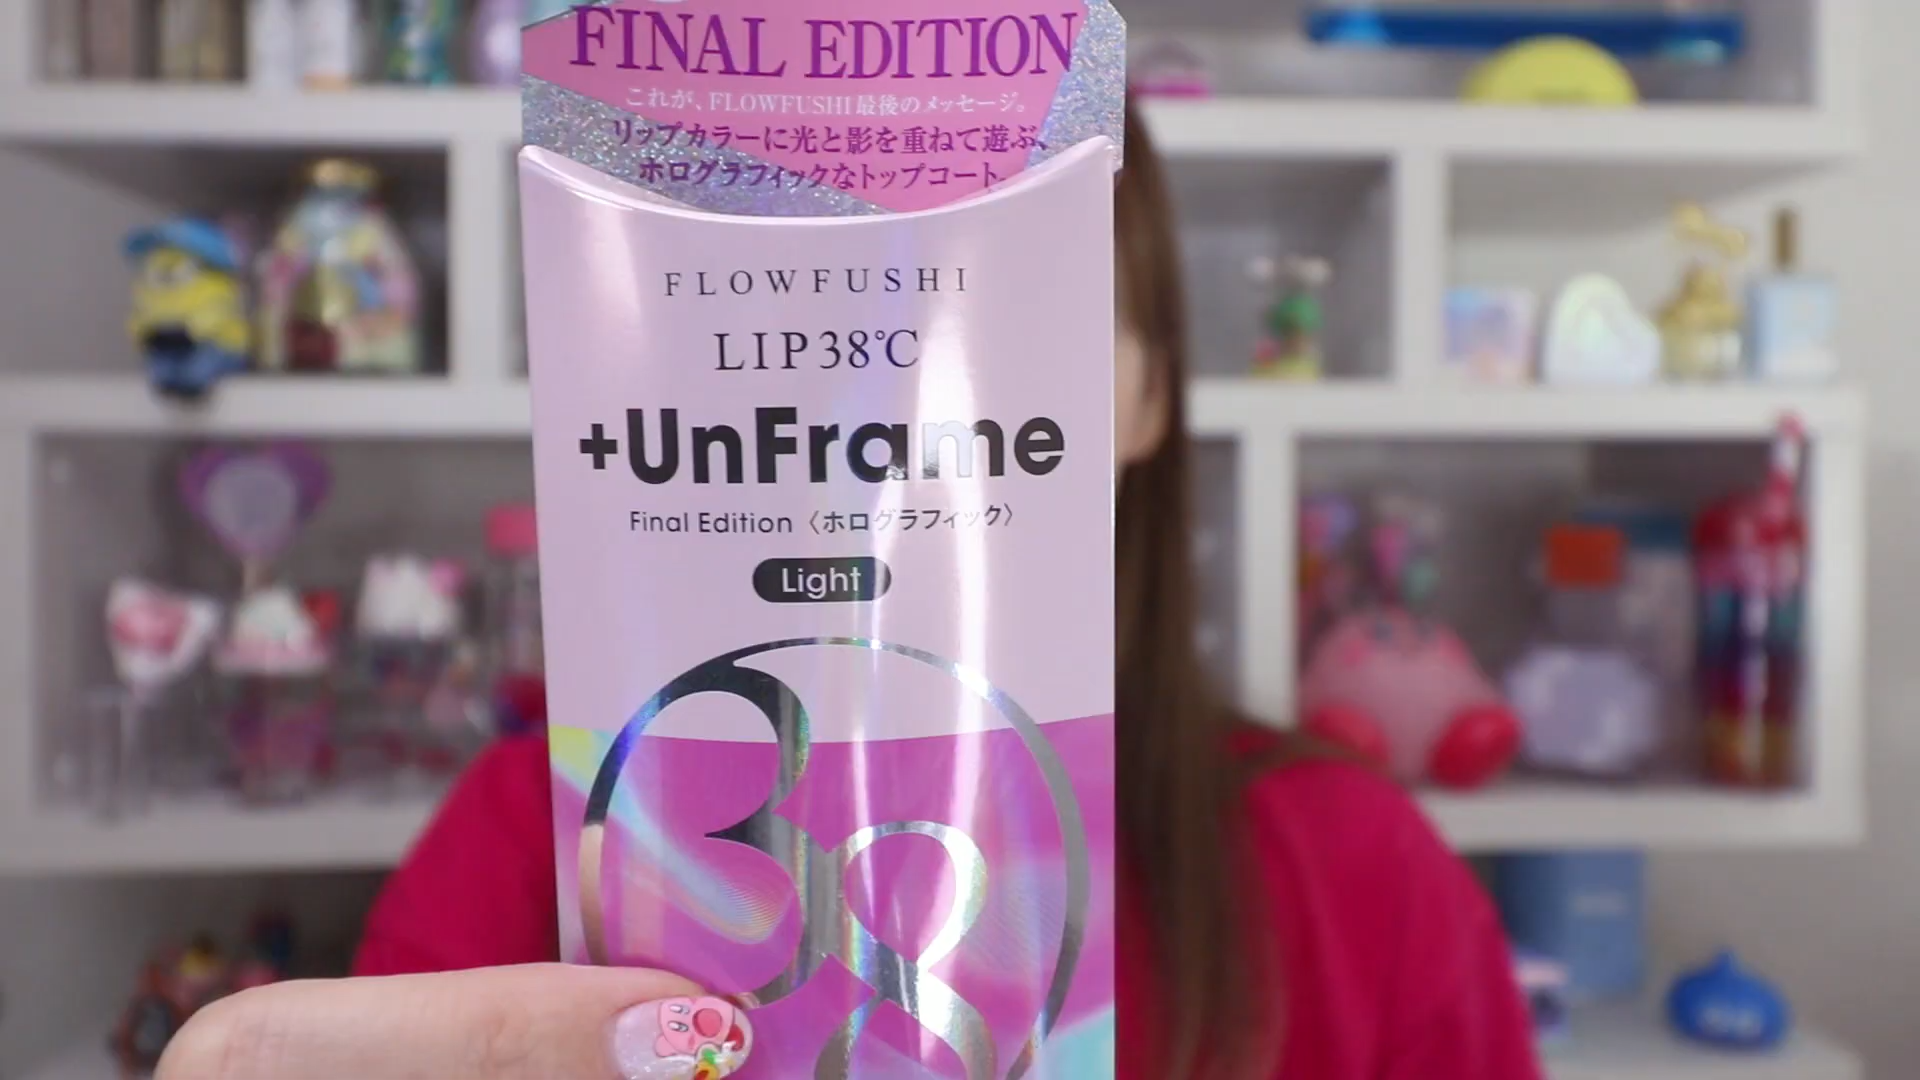 FINAL EDITION
これが、FLOWFUSHI最後のメッセージ。
リップカラーに光と影を重ねて遊ぶ、
ホログラフィックなトップコート。
FLOWFUSHI
LIP38℃
+UnFrame
Final Edition〈ホログラフィック〉
Light
38